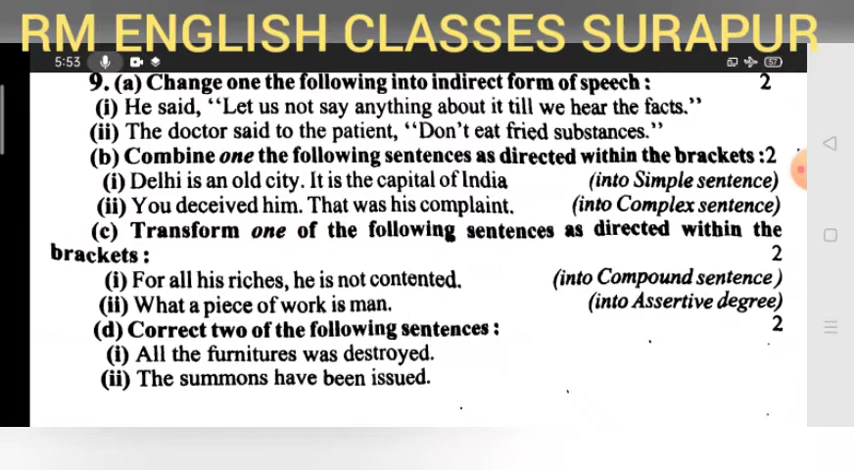 RM ENGLISH CLASSES SURAPUR
5:53 57
9. (a) Change one the following into indirect form of speech : 2
(i) He said, “Let us not say anything about it till we hear the facts.”
(ii) The doctor said to the patient, “Don’t eat fried substances.”
(b) Combine one the following sentences as directed within the brackets :2
(i) Delhi is an old city. It is the capital of India (into Simple sentence)
(ii) You deceived him. That was his complaint. (into Complex sentence)
(c) Transform one of the following sentences as directed within the
brackets : 2
(i) For all his riches, he is not contented. (into Compound sentence)
(ii) What a piece of work is man. (into Assertive degree)
(d) Correct two of the following sentences : 2
(i) All the furnitures was destroyed.
(ii) The summons have been issued.